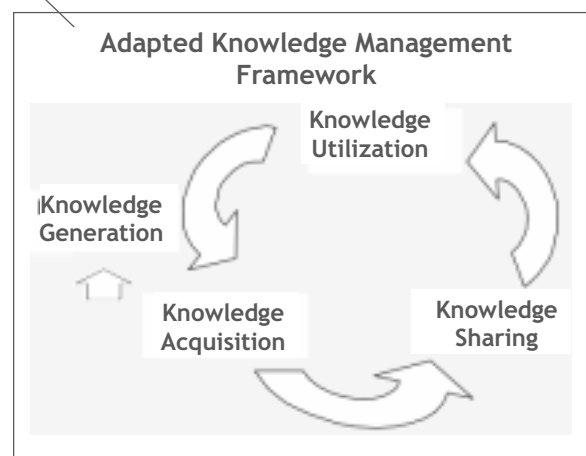 Adapted Knowledge Management
Framework
Knowledge
Utilization
Knowledge
Generation
Knowledge
Acquisition
Knowledge
Sharing